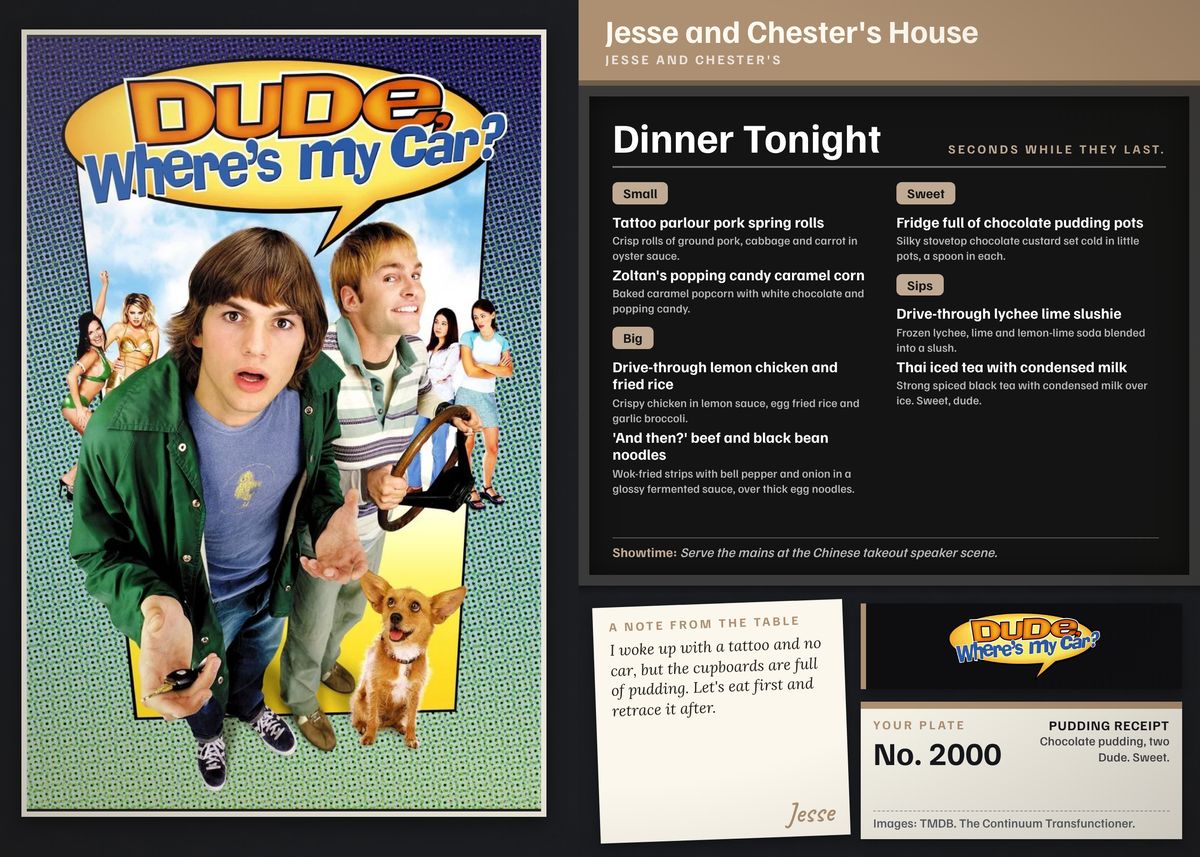 DUDE,
Where's my Car?
Jesse and Chester's House
JESSE AND CHESTER'S
Dinner Tonight
SECONDS WHILE THEY LAST.
Small
Tattoo parlour pork spring rolls
Crisp rolls of ground pork, cabbage and carrot in
oyster sauce.
Zoltan's popping candy caramel corn
Baked caramel popcorn with white chocolate and
popping candy.
Big
Drive-through lemon chicken and
fried rice
Crispy chicken in lemon sauce, egg fried rice and
garlic broccoli.
'And then?' beef and black bean
noodles
Wok-fried strips with bell pepper and onion in a
glossy fermented sauce, over thick egg noodles.
Sweet
Fridge full of chocolate pudding pots
Silky stovetop chocolate custard set cold in little
pots, a spoon in each.
Sips
Drive-through lychee lime slushie
Frozen lychee, lime and lemon-lime soda blended
into a slush.
Thai iced tea with condensed milk
Strong spiced black tea with condensed milk over
ice. Sweet, dude.
Showtime: Serve the mains at the Chinese takeout speaker scene.
A NOTE FROM THE TABLE
I woke up with a tattoo and no
car, but the cupboards are full
of pudding. Let's eat first and
retrace it after.
Jesse
DUDE,
Where's my Car?
YOUR PLATE
No. 2000
PUDDING RECEIPT
Chocolate pudding, two
Dude. Sweet.
Images: TMDB. The Continuum Transfunctioner.